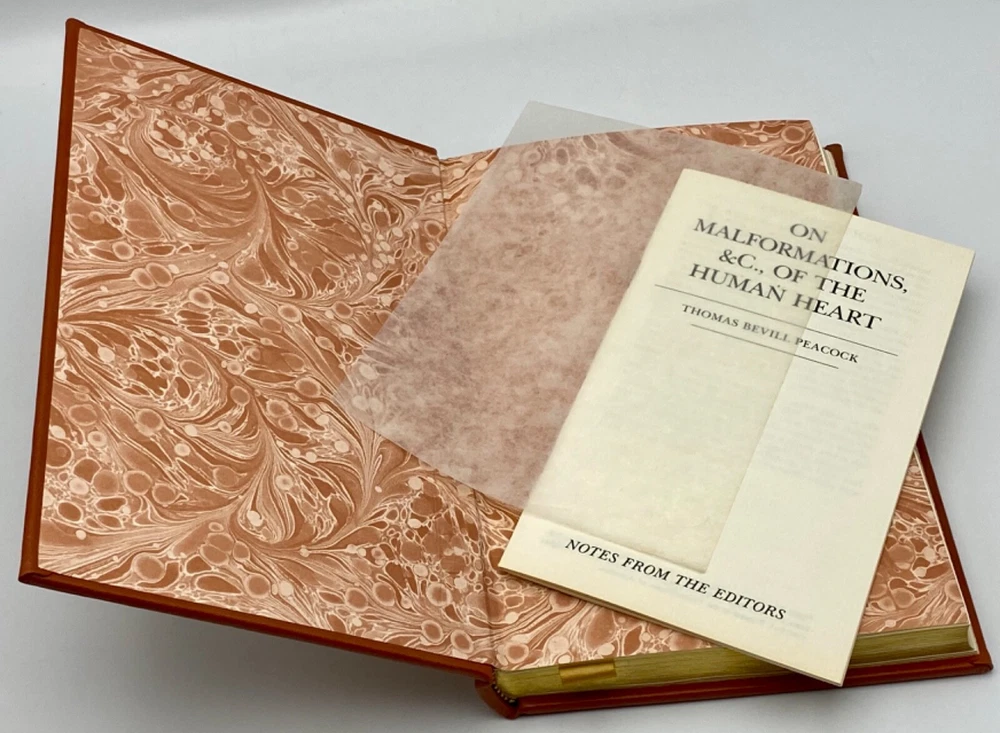 ON
MALFORMATIONS,
&C., OF THE
HUMAN HEART
THOMAS BEVILL PEACOCK
NOTES FROM THE EDITORS